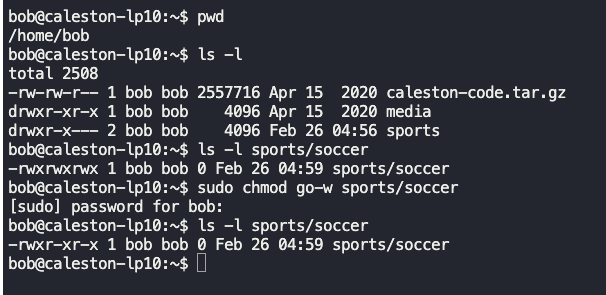 bob@caleston-lp10:~$ pwd
/home/bob
bob@caleston-lp10:~$ ls -l
total 2508
-rw-rw-r-- 1 bob bob 2557716 Apr 15  2020 caleston-code.tar.gz
drwxr-xr-x 1 bob bob    4096 Apr 15  2020 media
drwxr-x--- 2 bob bob    4096 Feb 26 04:56 sports
bob@caleston-lp10:~$ ls -l sports/soccer
-rwxrwxrwx 1 bob bob 0 Feb 26 04:59 sports/soccer
bob@caleston-lp10:~$ sudo chmod go-w sports/soccer
[sudo] password for bob:
bob@caleston-lp10:~$ ls -l sports/soccer
-rwxr-xr-x 1 bob bob 0 Feb 26 04:59 sports/soccer
bob@caleston-lp10:~$